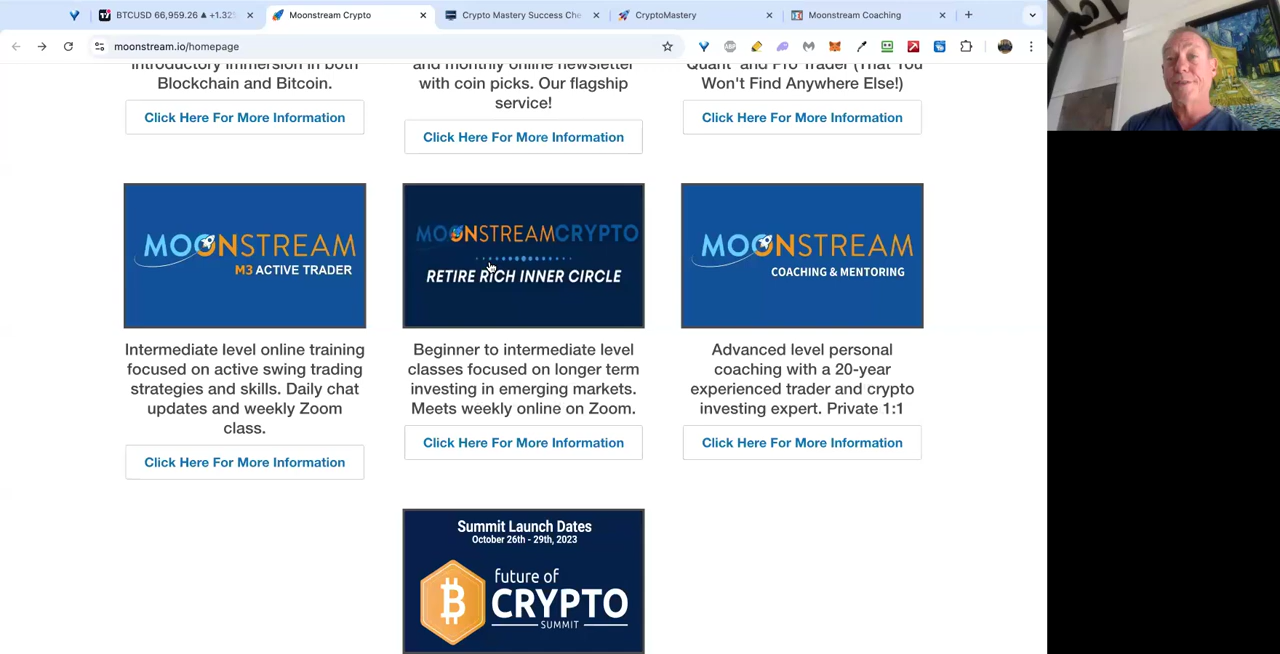 BTCUSD 66,959.26 ▲ +1.32%
Moonstream Crypto
Crypto Mastery Success Che
CryptoMastery
Moonstream Coaching
moonstream.io/homepage
introductory immersion in both
Blockchain and Bitcoin.
Click Here For More Information
and monthly online newsletter
with coin picks. Our flagship
service!
Click Here For More Information
Quant" and Pro Trader (That You
Won't Find Anywhere Else!)
Click Here For More Information
MOONSTREAM
M3 ACTIVE TRADER
Intermediate level online training
focused on active swing trading
strategies and skills. Daily chat
updates and weekly Zoom
class.
Click Here For More Information
MOONSTREAMCRYPTO
RETIRE RICH INNER CIRCLE
Beginner to intermediate level
classes focused on longer term
investing in emerging markets.
Meets weekly online on Zoom.
Click Here For More Information
MOONSTREAM
COACHING & MENTORING
Advanced level personal
coaching with a 20-year
experienced trader and crypto
investing expert. Private 1:1
Click Here For More Information
Summit Launch Dates
October 26th - 29th, 2023
future of
CRYPTO
SUMMIT